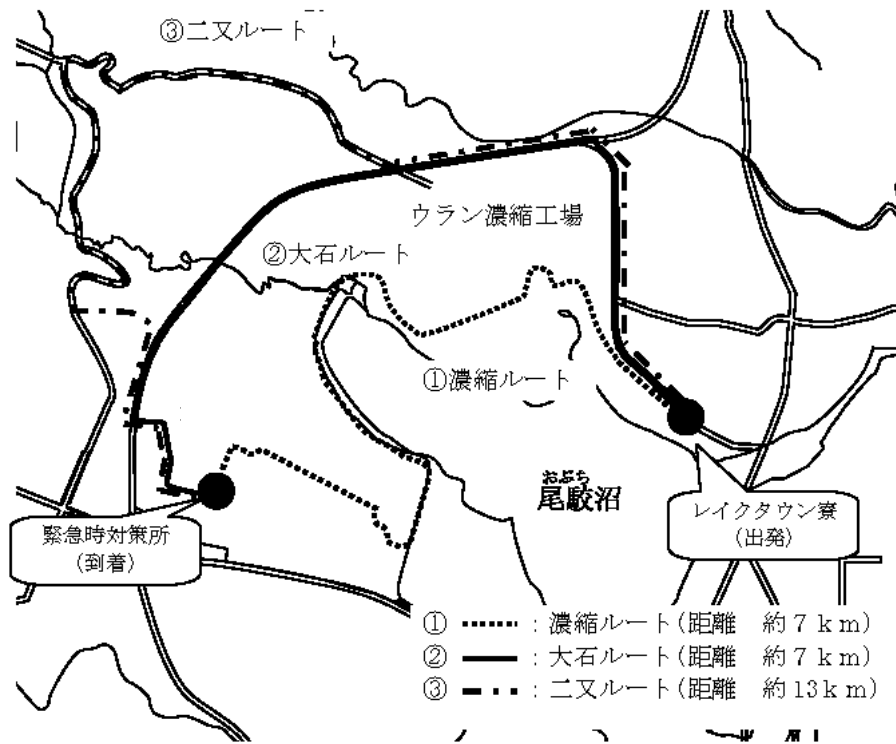 ③二又ルート
ウラン濃縮工場
②大石ルート
①濃縮ルート
おぶち
尾駮沼
レイクタウン寮
(出発)
緊急時対策所
(到着)
① : 濃縮ルート(距離　約7ｋｍ)
② : 大石ルート(距離　約7ｋｍ)
③ : 二又ルート(距離　約13ｋｍ)